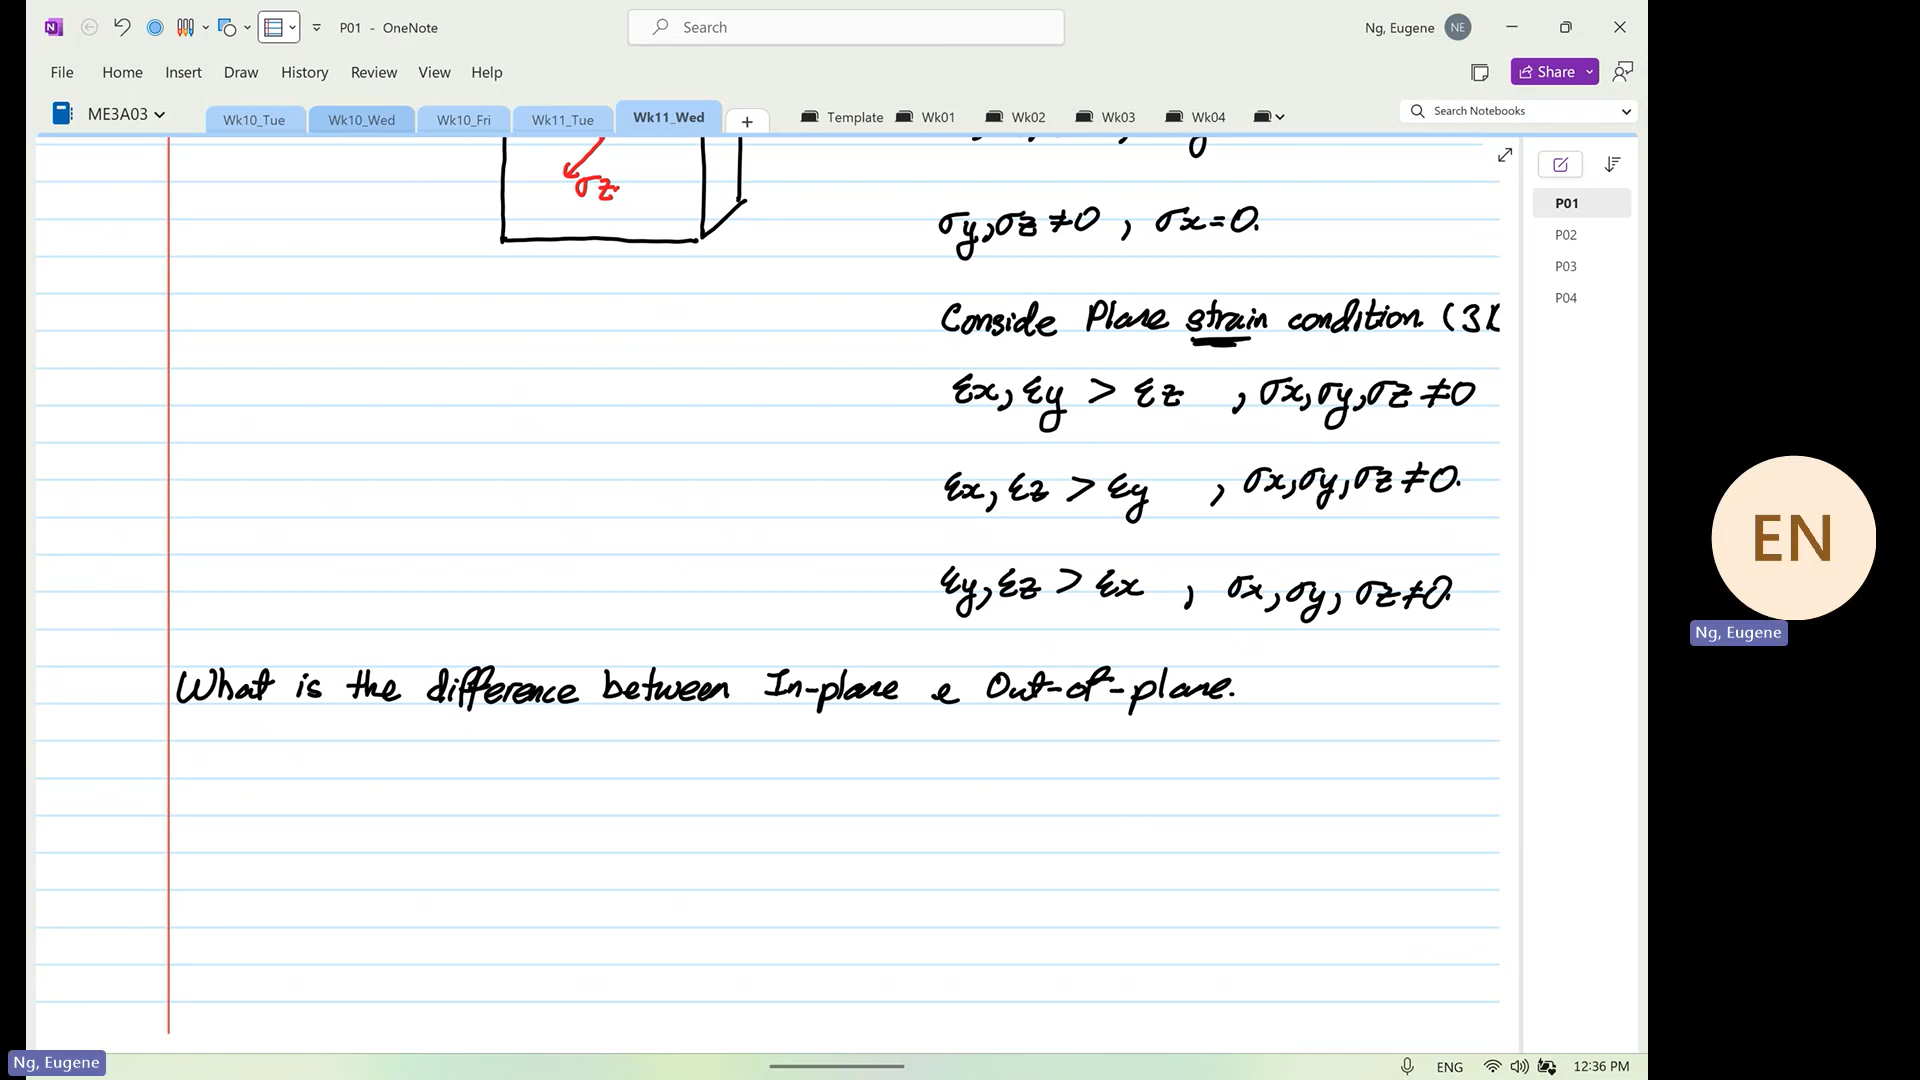 P01 - OneNote
Search
Ng, Eugene
NE
File Home Insert Draw History Review View Help
Share
ME3A03
Wk10_Tue Wk10_Wed Wk10_Fri Wk11_Tue Wk11_Wed + Template Wk01 Wk02 Wk03 Wk04
Search Notebooks
P01
P02
P03
P04
σz
σy, σz ≠ 0 , σx = 0.
Conside Plane strain condition. (3
εx, εy > εz , σx, σy, σz ≠ 0
εx, εz > εy , σx, σy, σz ≠ 0.
εy, εz > εx , σx, σy, σz ≠ 0.
What is the difference between In-plane e Out-of-plane.
EN
Ng, Eugene
Ng, Eugene
ENG
12:36 PM